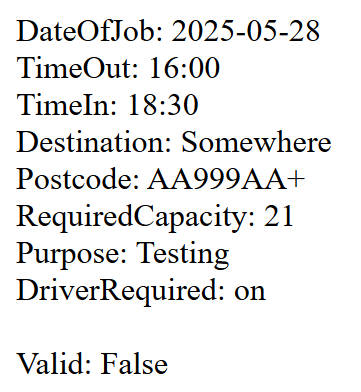 DateOfJob: 2025-05-28
TimeOut: 16:00
TimeIn: 18:30
Destination: Somewhere
Postcode: AA999AA+
RequiredCapacity: 21
Purpose: Testing
DriverRequired: on
Valid: False